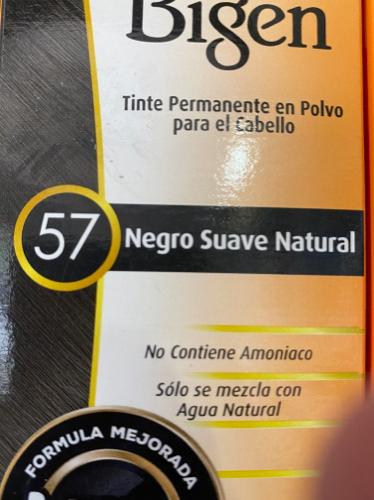 Bigen
Tinte Permanente en Polvo
para el Cabello
57
Negro Suave Natural
No Contiene Amoniaco
Sólo se mezcla con
Agua Natural
FORMULA MEJORADA